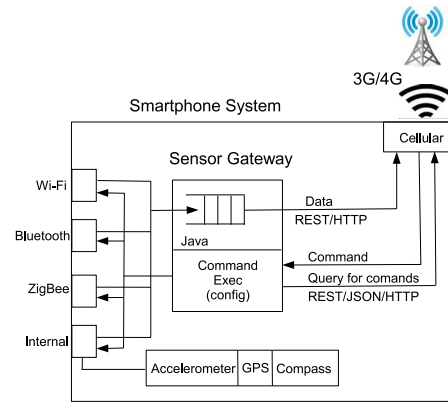 3G/4G
Smartphone System
Cellular
Sensor Gateway
Wi-Fi
Data
REST/HTTP
Bluetooth
Java
Command
Command
Exec
(config)
Query for comands
REST/JSON/HTTP
ZigBee
Internal
Accelerometer GPS Compass